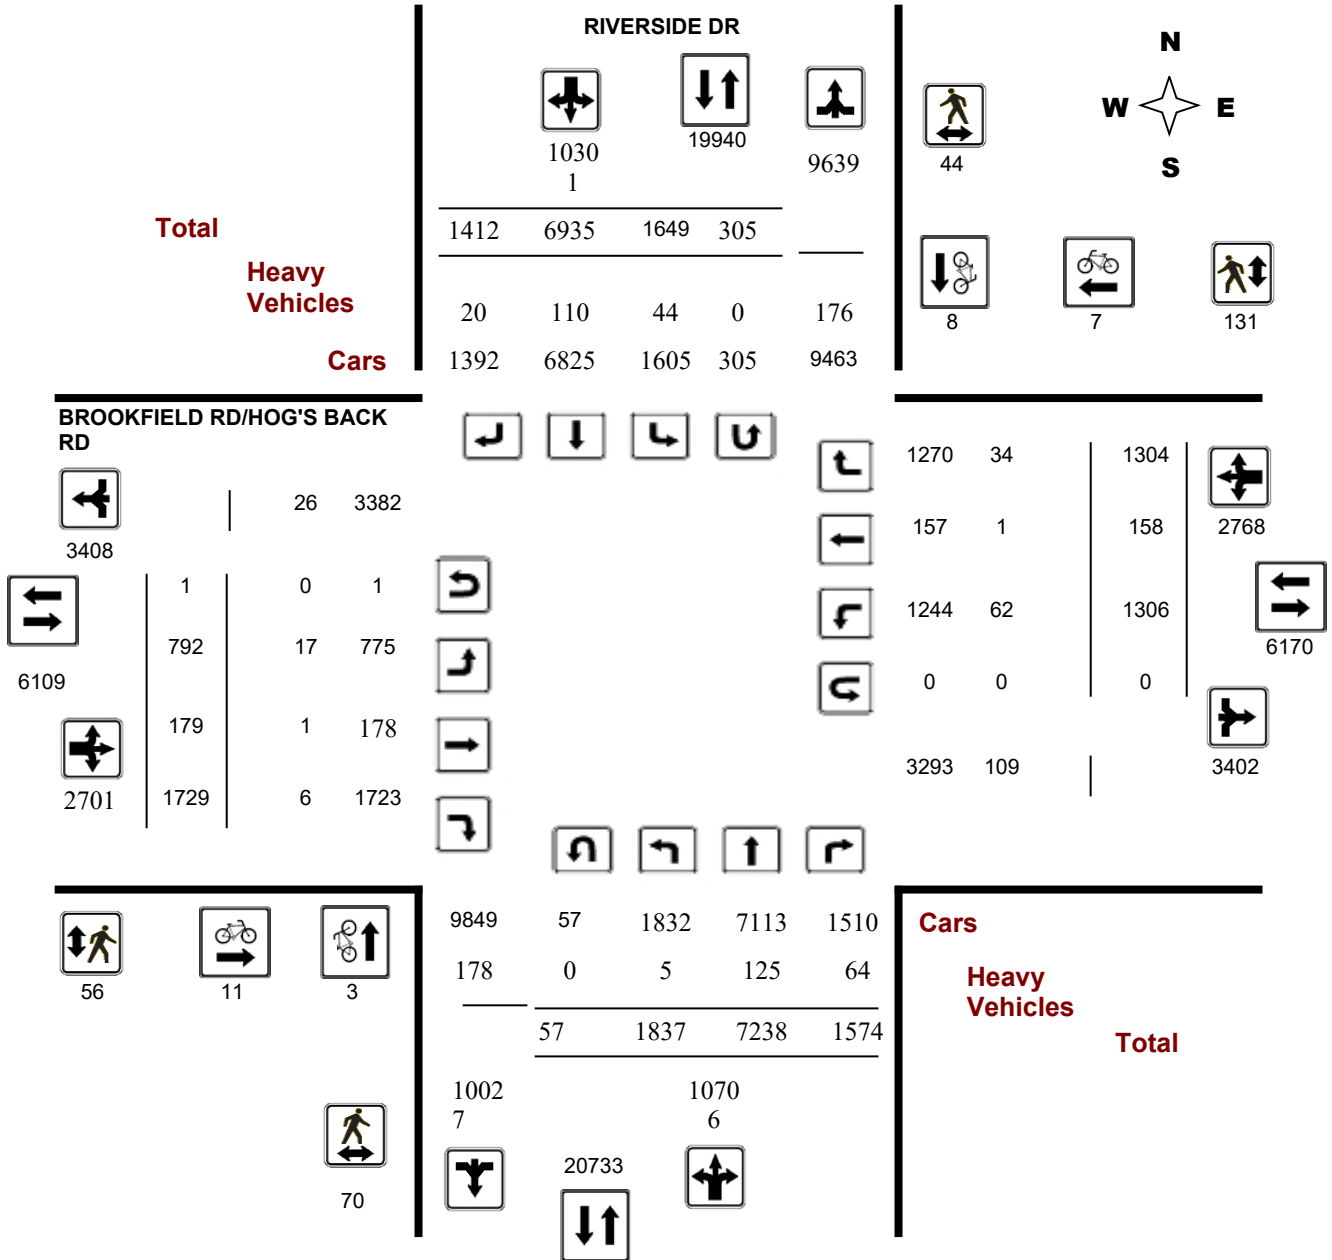 RIVERSIDE DR
N
W E
S
19940
1030
1
9639
44
Total
1412 6935 1649 305
Heavy
Vehicles
20 110 44 0 176
8 7 131
Cars
1392 6825 1605 305 9463
BROOKFIELD RD/HOG'S BACK
RD
1270 34 1304
26 3382
157 1 158 2768
3408
1 0 1
1244 62 1306
792 17 775
6170
6109
0 0 0
179 1 178
3293 109 3402
2701 1729 6 1723
9849 57 1832 7113 1510
Cars
178 0 5 125 64
Heavy
Vehicles
56 11 3
57 1837 7238 1574
Total
1002
7
1070
6
20733
70